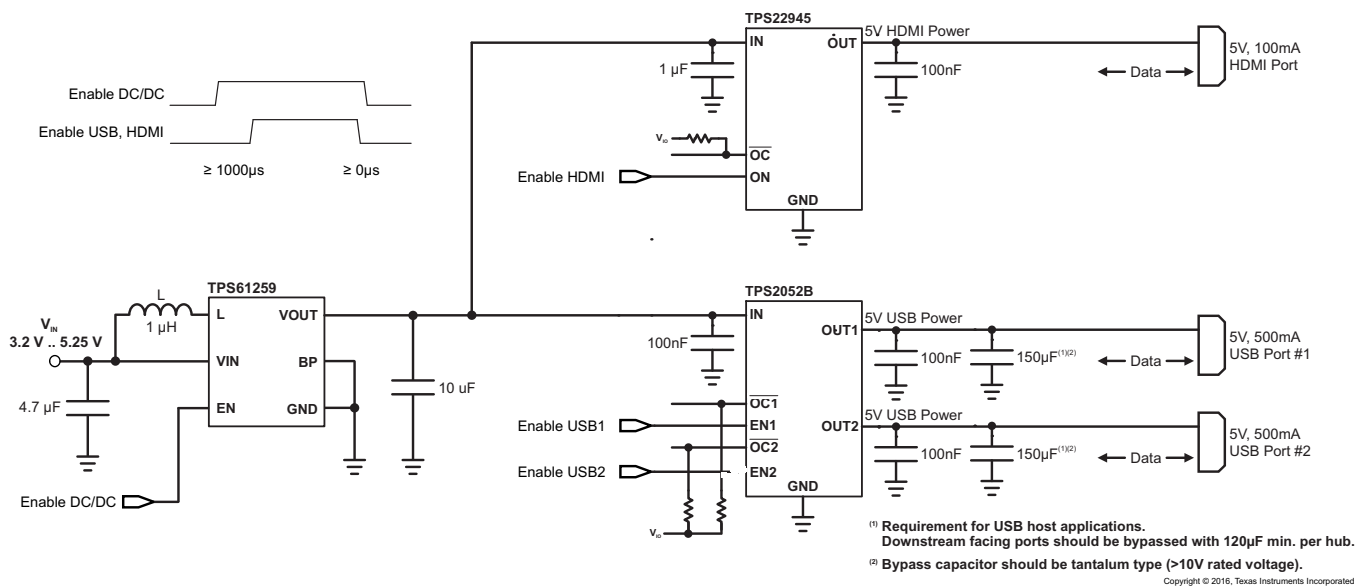 TPS22945
IN
OUT
5V HDMI Power
1 µF
100nF
Data
5V, 100mA
HDMI Port
Enable DC/DC
Enable USB, HDMI
≥ 1000µs
≥ 0µs
VIO
OC
ON
Enable HDMI
GND
TPS61259
L
1 µH
L
VOUT
VIN
3.2 V .. 5.25 V
VIN
BP
EN
GND
4.7 µF
10 uF
Enable DC/DC
TPS2052B
IN
100nF
OUT1
5V USB Power
100nF
150µF(1)(2)
Data
5V, 500mA
USB Port #1
OC1
Enable USB1
EN1
OC2
Enable USB2
EN2
GND
VIO
OUT2
5V USB Power
100nF
150µF(1)(2)
Data
5V, 500mA
USB Port #2
(1) Requirement for USB host applications.
Downstream facing ports should be bypassed with 120µF min. per hub.
(2) Bypass capacitor should be tantalum type (>10V rated voltage).
Copyright © 2016, Texas Instruments Incorporated